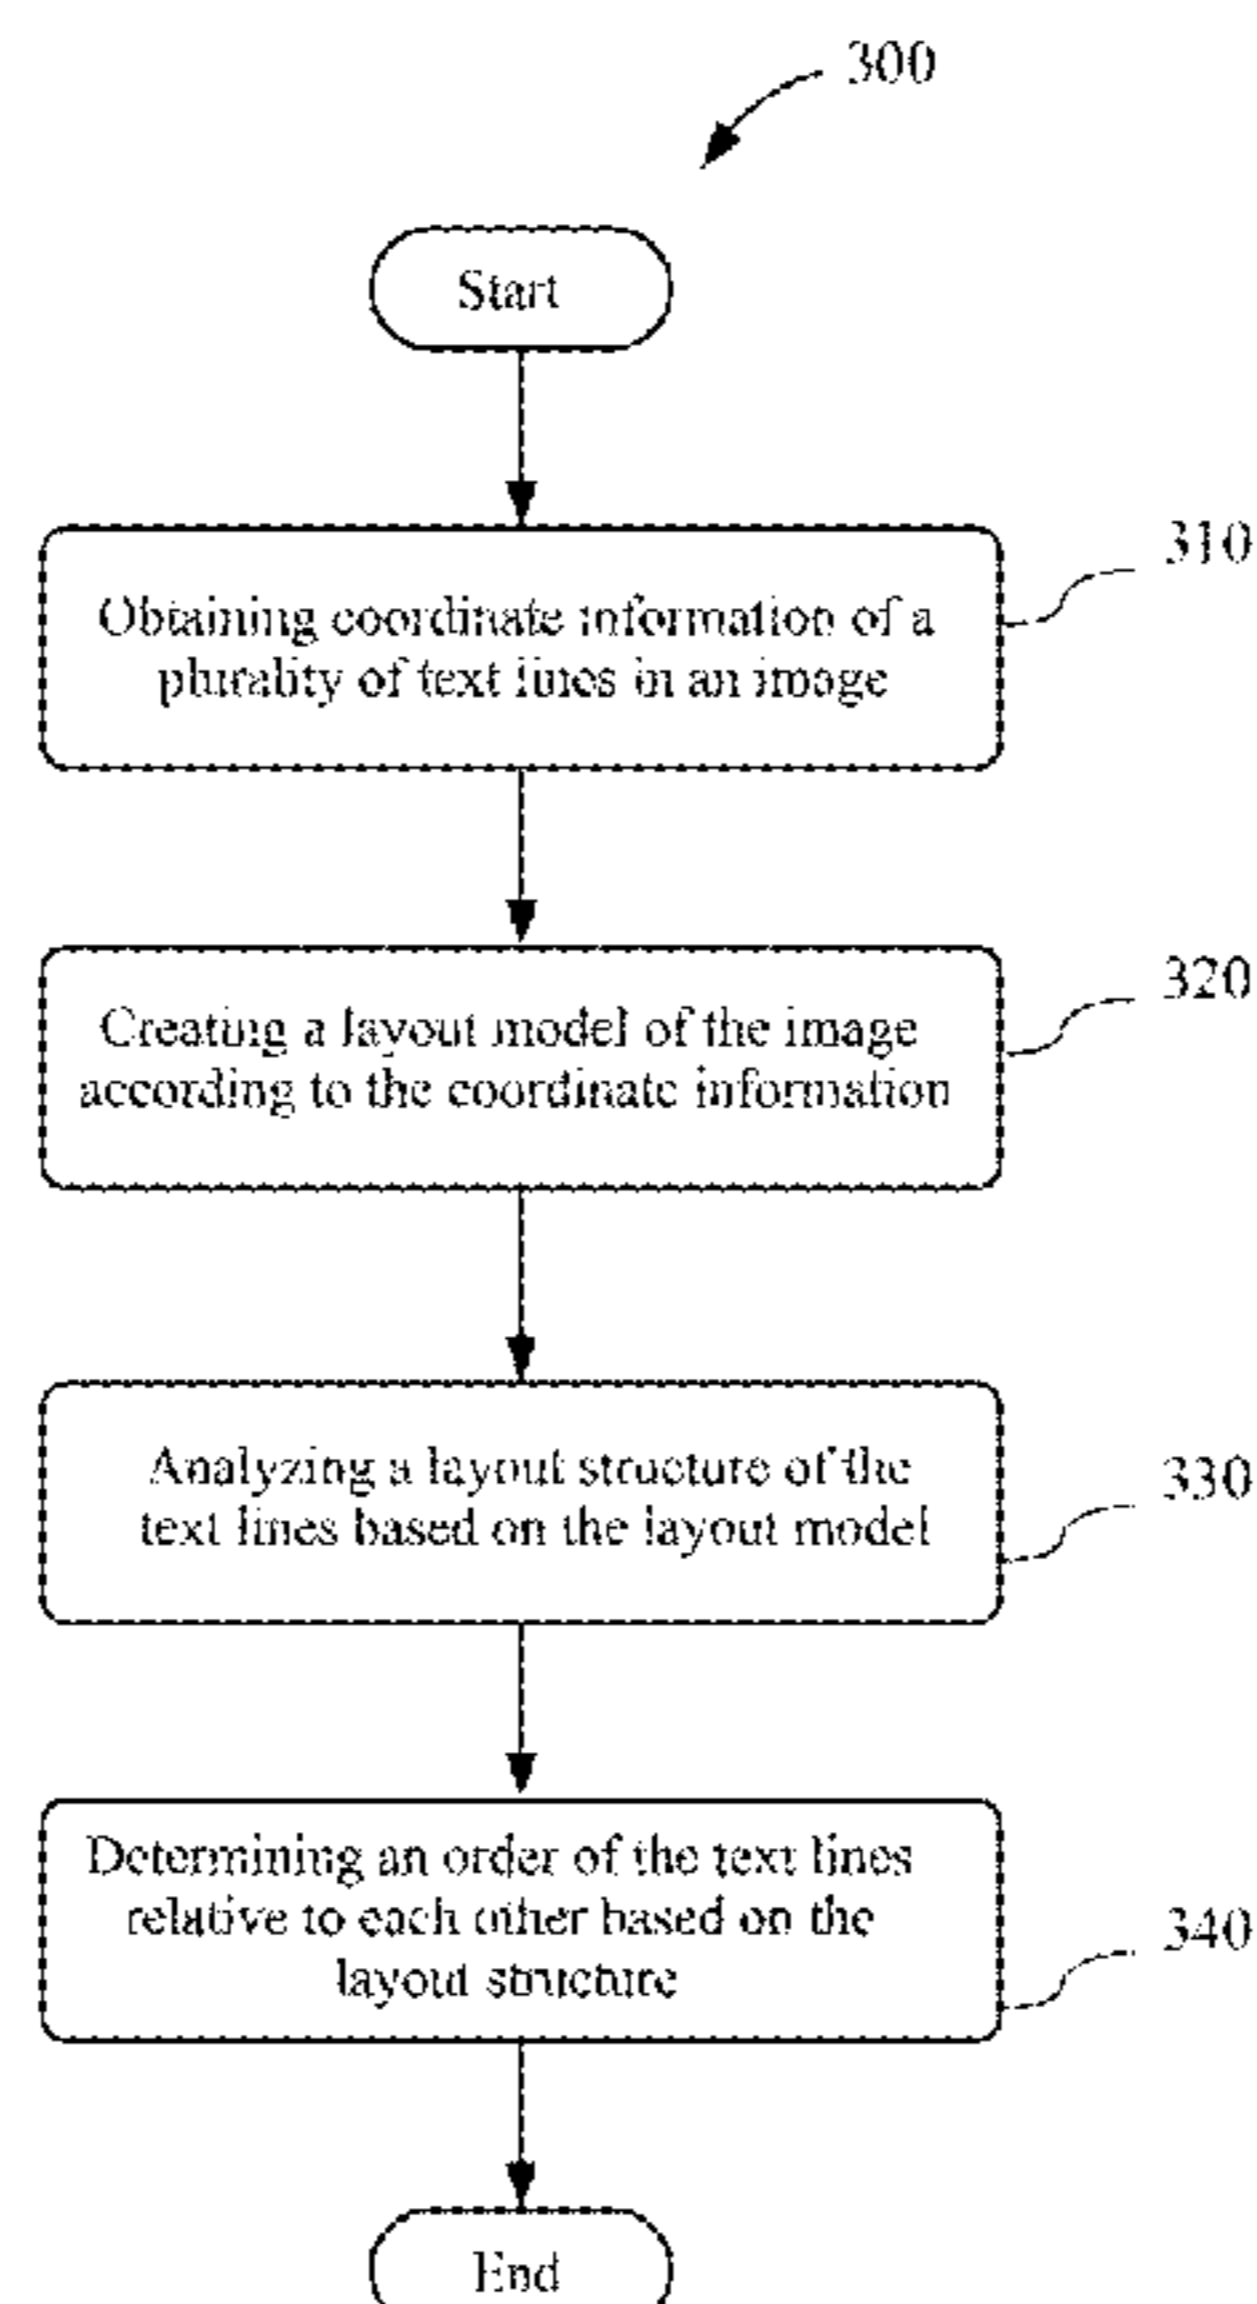 300
Start
310
Obtaining coordinate information of a
plurality of text lines in an image
320
Creating a layout model of the image
according to the coordinate information
330
Analyzing a layout structure of the
text lines based on the layout model
340
Determining an order of the text lines
relative to each other based on the
layout structure
End